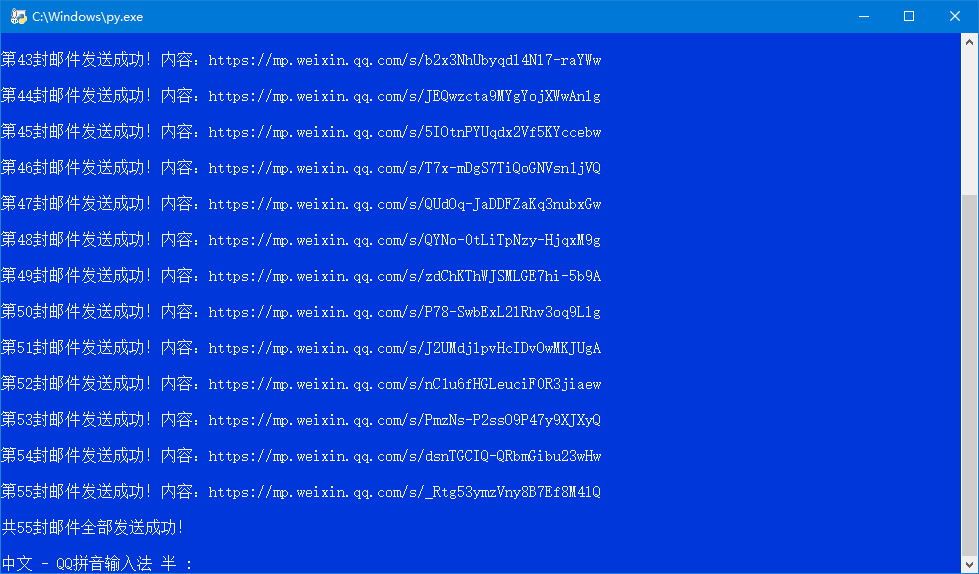 C:\Windows\py.exe
第43封邮件发送成功! 内容: https://mp.weixin.qq.com/s/b2x3NhUbyqd14N17-raYWw
第44封邮件发送成功! 内容: https://mp.weixin.qq.com/s/JEQwzcta9MYgYojXWwAnlg
第45封邮件发送成功! 内容: https://mp.weixin.qq.com/s/5IOtnPYUqdx2Vf5KYccebw
第46封邮件发送成功! 内容: https://mp.weixin.qq.com/s/T7x-mDgS7TiQoGNVsn1jVQ
第47封邮件发送成功! 内容: https://mp.weixin.qq.com/s/QUdOq-JaDDFZaKq3nubxGw
第48封邮件发送成功! 内容: https://mp.weixin.qq.com/s/QYNo-0tLiTpNzy-HjqxM9g
第49封邮件发送成功! 内容: https://mp.weixin.qq.com/s/zdChKThWJSMLGE7hi-5b9A
第50封邮件发送成功! 内容: https://mp.weixin.qq.com/s/P78-SwbExL21Rhv3oq9L1g
第51封邮件发送成功! 内容: https://mp.weixin.qq.com/s/J2UMdj1pvHcIDvOwMKJUgA
第52封邮件发送成功! 内容: https://mp.weixin.qq.com/s/nC1u6fHGLeuciF0R3jiaew
第53封邮件发送成功! 内容: https://mp.weixin.qq.com/s/PmzNs-P2ssO9P47y9XJXyQ
第54封邮件发送成功! 内容: https://mp.weixin.qq.com/s/dsnTGCIQ-QRbmGibu23wHw
第55封邮件发送成功! 内容: https://mp.weixin.qq.com/s/_Rtg53ymzVny8B7Ef8M41Q
共55封邮件全部发送成功!
中文 - QQ拼音输入法 半 :